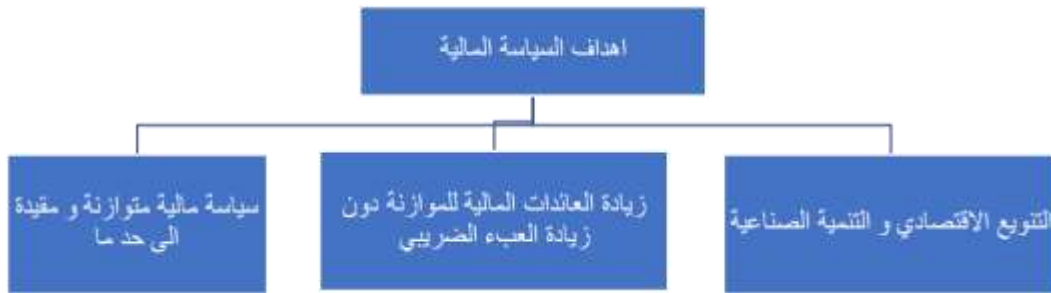 اهداف السياسة المالية
التنويع الاقتصادي و التنمية الصناعية
زيادة العائدات المالية للموازنة دون
زيادة العبء الضريبي
سياسة مالية متوازنة و مقيدة
الى حد ما